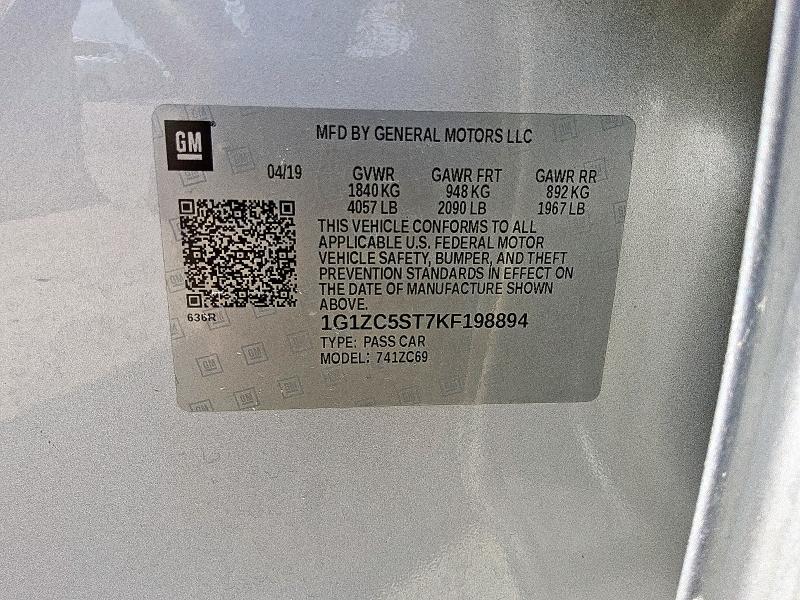 GM
MFD BY GENERAL MOTORS LLC
04/19 GVWR GAWR FRT GAWR RR
1840 KG 948 KG 892 KG
4057 LB 2090 LB 1967 LB
THIS VEHICLE CONFORMS TO ALL
APPLICABLE U.S. FEDERAL MOTOR
VEHICLE SAFETY, BUMPER, AND THEFT
PREVENTION STANDARDS IN EFFECT ON
THE DATE OF MANUFACTURE SHOWN
ABOVE.
636R
1G1ZC5ST7KF198894
TYPE: PASS CAR
MODEL: 741ZC69